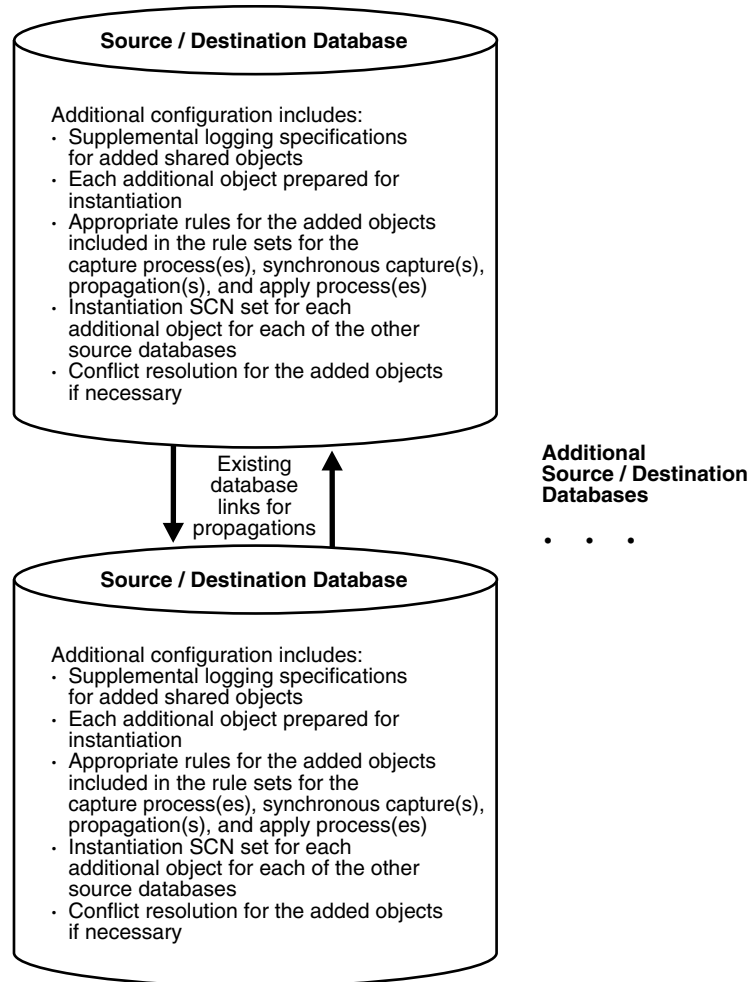 Source / Destination Database
Additional configuration includes:
· Supplemental logging specifications
for added shared objects
· Each additional object prepared for
instantiation
· Appropriate rules for the added objects
included in the rule sets for the
capture process(es), synchronous capture(s),
propagation(s), and apply process(es)
· Instantiation SCN set for each
additional object for each of the other
source databases
· Conflict resolution for the added objects
if necessary
Existing
database
links for
propagations
Additional
Source / Destination
Databases
. . .
Source / Destination Database
Additional configuration includes:
· Supplemental logging specifications
for added shared objects
· Each additional object prepared for
instantiation
· Appropriate rules for the added objects
included in the rule sets for the
capture process(es), synchronous capture(s),
propagation(s), and apply process(es)
· Instantiation SCN set for each
additional object for each of the other
source databases
· Conflict resolution for the added objects
if necessary